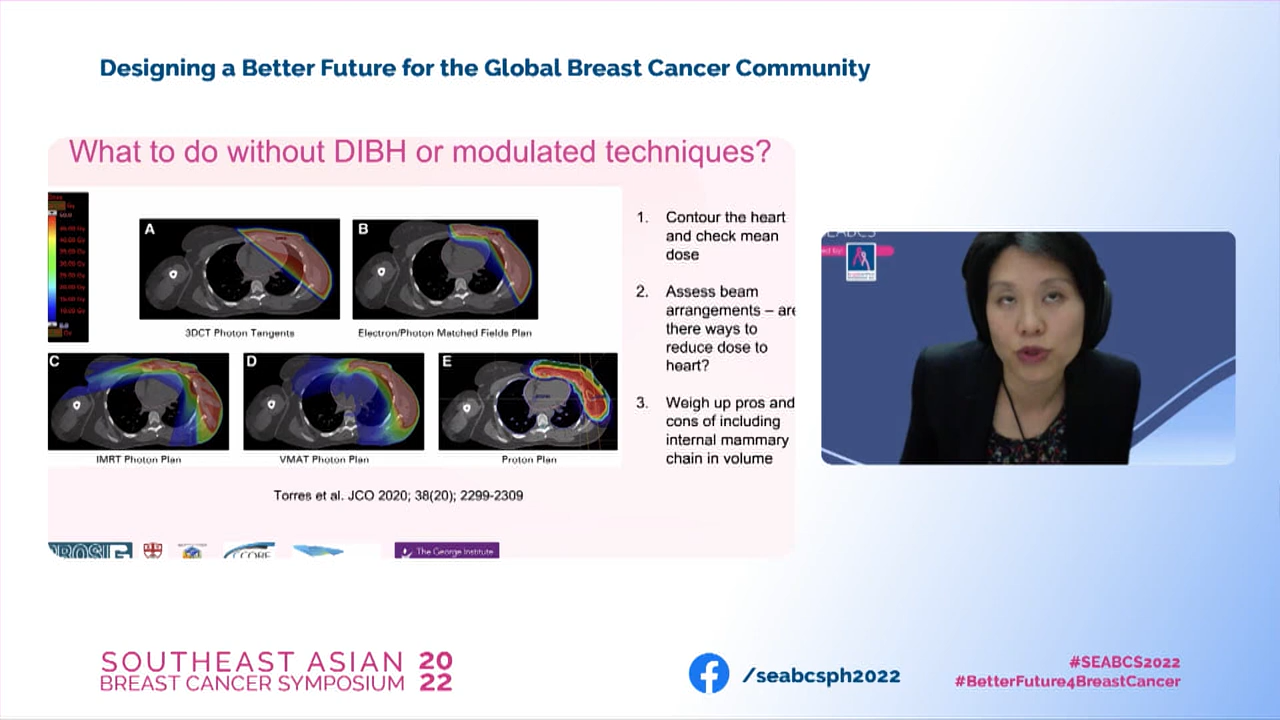 Designing a Better Future for the Global Breast Cancer Community
What to do without DIBH or modulated techniques?
A
B
3DCT Photon Tangents
Electron/Photon Matched Fields Plan
C
D
E
IMRT Photon Plan
VMAT Photon Plan
Proton Plan
Torres et al. JCO 2020; 38(20); 2299-2309
1. Contour the heart
and check mean
dose
2. Assess beam
arrangements – are
there ways to
reduce dose to
heart?
3. Weigh up pros and
cons of including
internal mammary
chain in volume
The George Institute
SOUTHEAST ASIAN
BREAST CANCER SYMPOSIUM
20
22
/seabcsph2022
#SEABCS2022
#BetterFuture4BreastCancer